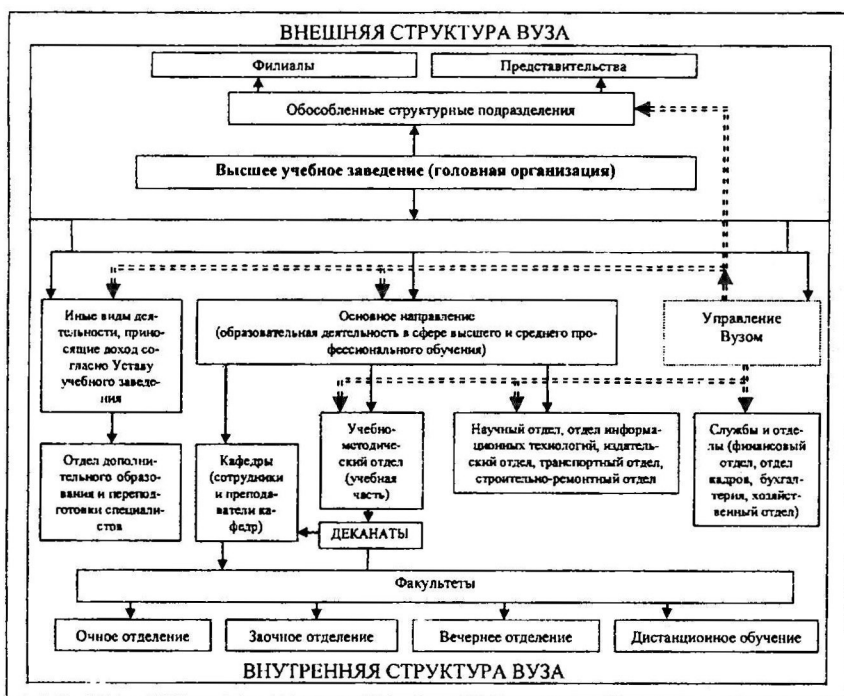 ВНЕШНЯЯ СТРУКТУРА ВУЗА
Филиалы
Представительства
Обособленные структурные подразделения
Высшее учебное заведение (головная организация)
Иные виды дея-
тельности, прино-
сящие доход со-
гласно Уставу
учебного заведе-
ния
Основное направление
(образовательная деятельность в сфере высшего и среднего про-
фессионального обучения)
Управление
Вузом
Отдел дополни-
тельного образо-
вания и перепод-
готовки специали-
стов
Кафедры
(сотрудники
и препода-
ватели ка-
федр)
Учебно-
методиче-
ский отдел
(учебная
часть)
Научный отдел, отдел информа-
ционных технологий, издатель-
ский отдел, транспортный отдел,
строительно-ремонтный отдел
Службы и отде-
лы (финансовый
отдел, отдел
кадров, бухгал-
терия, хозяйст-
венный отдел)
ДЕКАНАТЫ
Факультеты
Очное отделение
Заочное отделение
Вечернее отделение
Дистанционное обучение
ВНУТРЕННЯЯ СТРУКТУРА ВУЗА